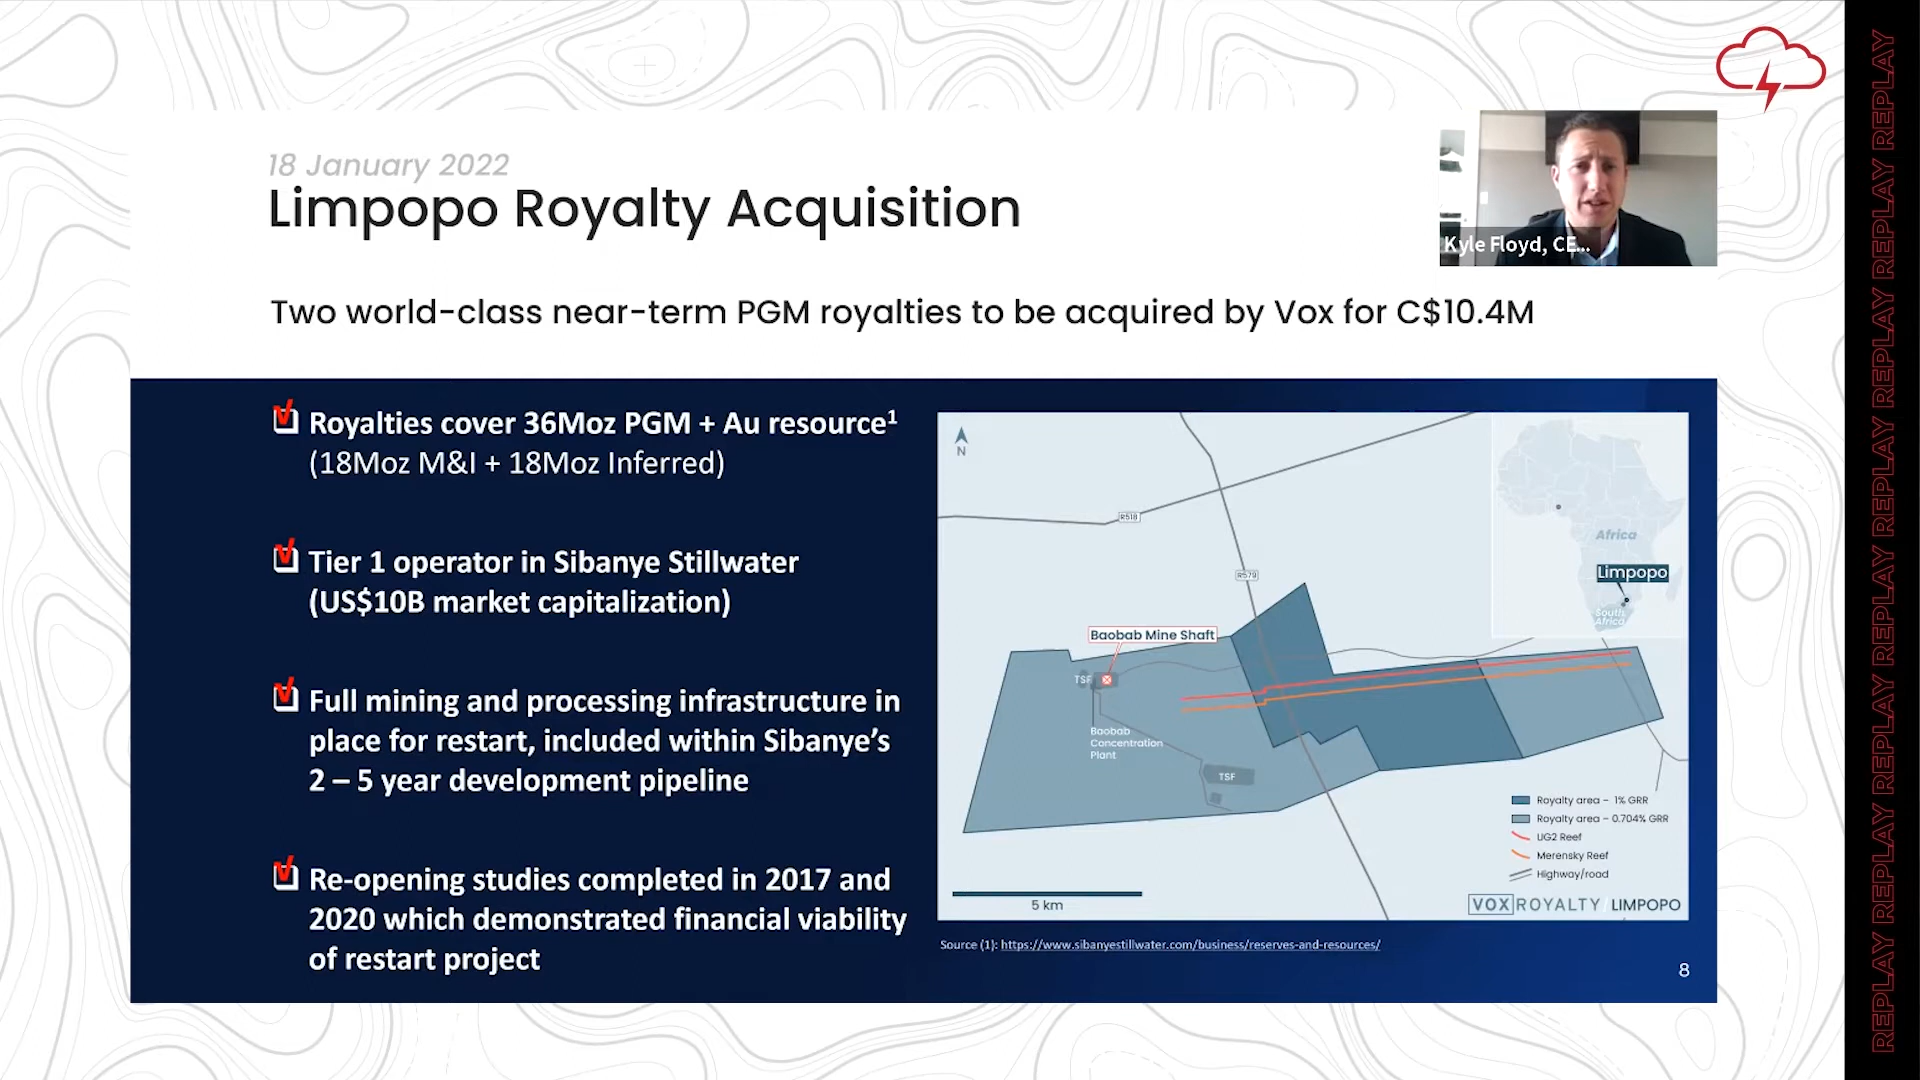 18 January 2022
Limpopo Royalty Acquisition
Kyle Floyd, CE...
Two world-class near-term PGM royalties to be acquired by Vox for C$10.4M
√ Royalties cover 36Moz PGM + Au resource¹
(18Moz M&I + 18Moz Inferred)
√ Tier 1 operator in Sibanye Stillwater
(US$10B market capitalization)
√ Full mining and processing infrastructure in
place for restart, included within Sibanye’s
2 – 5 year development pipeline
√ Re-opening studies completed in 2017 and
2020 which demonstrated financial viability
of restart project
N
R518
R579
Africa
Limpopo
South
Africa
Baobab Mine Shaft
TSF
Baobab
Concentration
Plant
TSF
Royalty area – 1% GRR
Royalty area – 0.704% GRR
UG2 Reef
Merensky Reef
Highway/road
5 km
VOX ROYALTY LIMPOPO
Source (1): https://www.sibanyestillwater.com/business/reserves-and-resources/
8
REPLAY REPLAY REPLAY REPLAY REPLAY REPLAY REPLAY REPLAY REPLAY REPLAY REPLAY REPLAY REPLAY